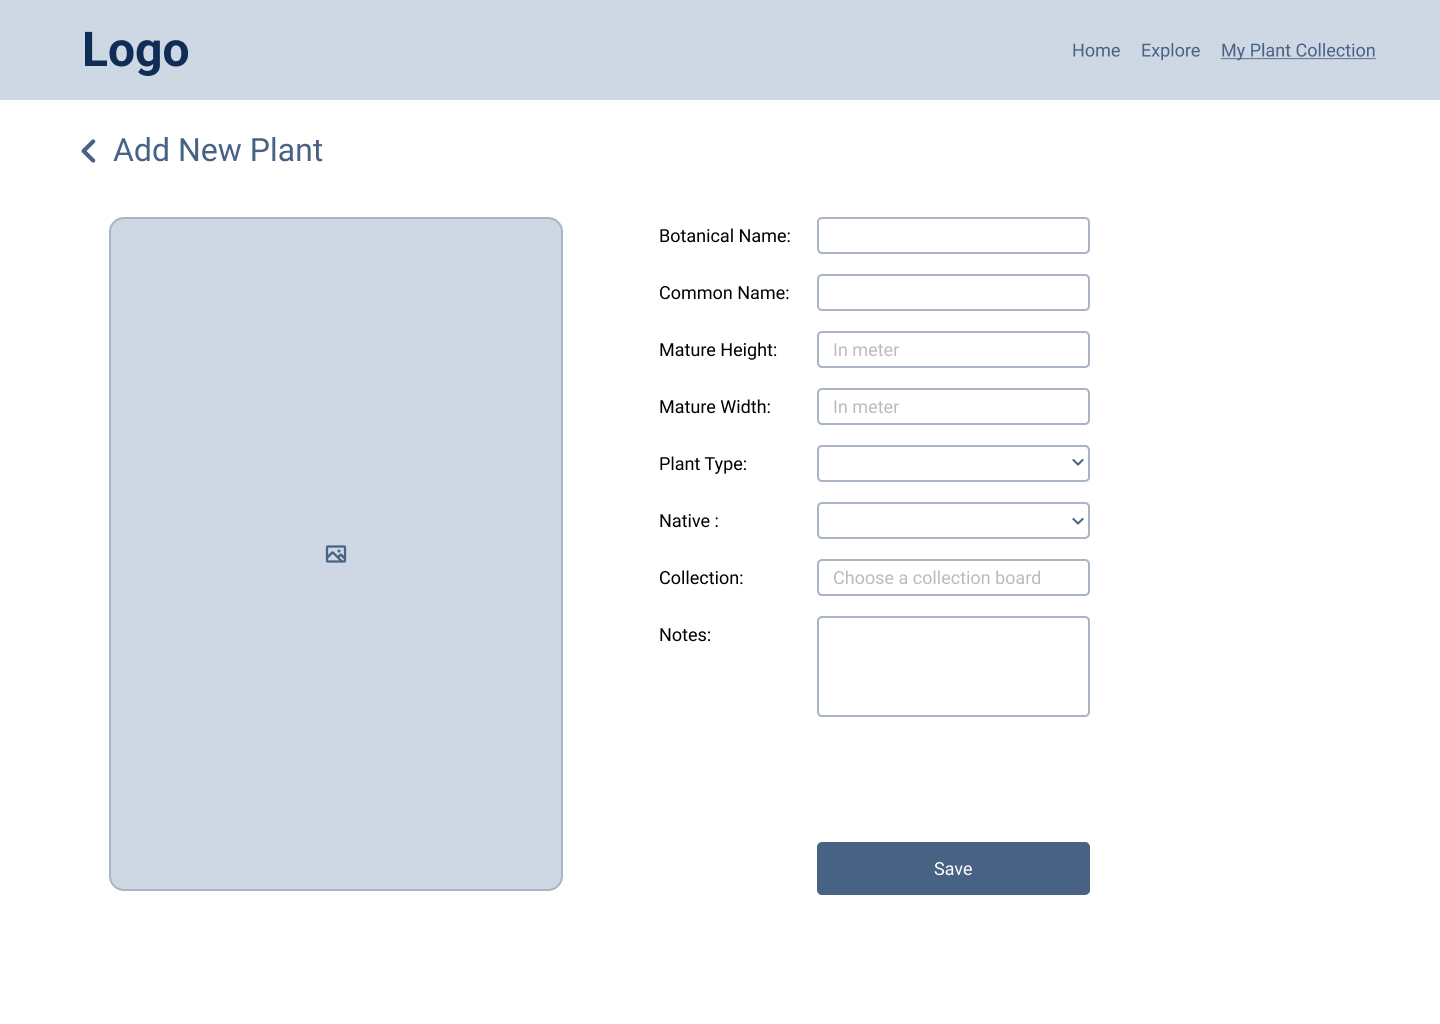 Logo
Home Explore My Plant Collection
Add New Plant
Botanical Name:
Common Name:
Mature Height: In meter
Mature Width: In meter
Plant Type:
Native :
Collection: Choose a collection board
Notes:
Save